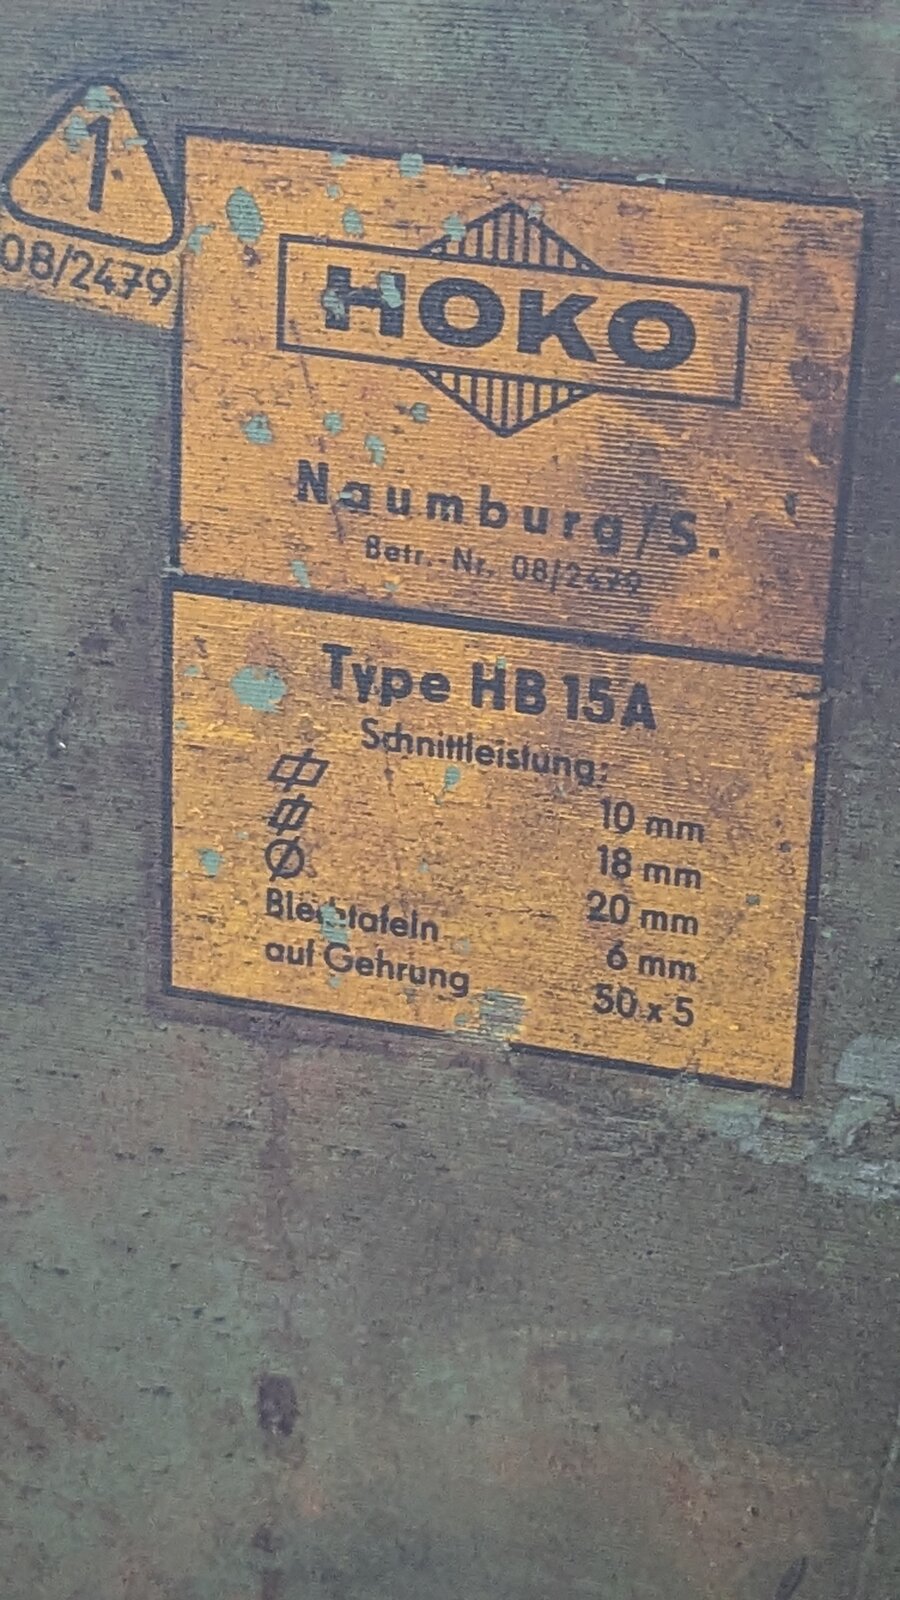 1
08/2479
HOKO
Naumburg/S.
Betr.-Nr. 08/2479
Type HB 15A
Schnittleistung:
10 mm
18 mm
⌀ 20 mm
Blechtafeln 6 mm
auf Gehrung 50 x 5